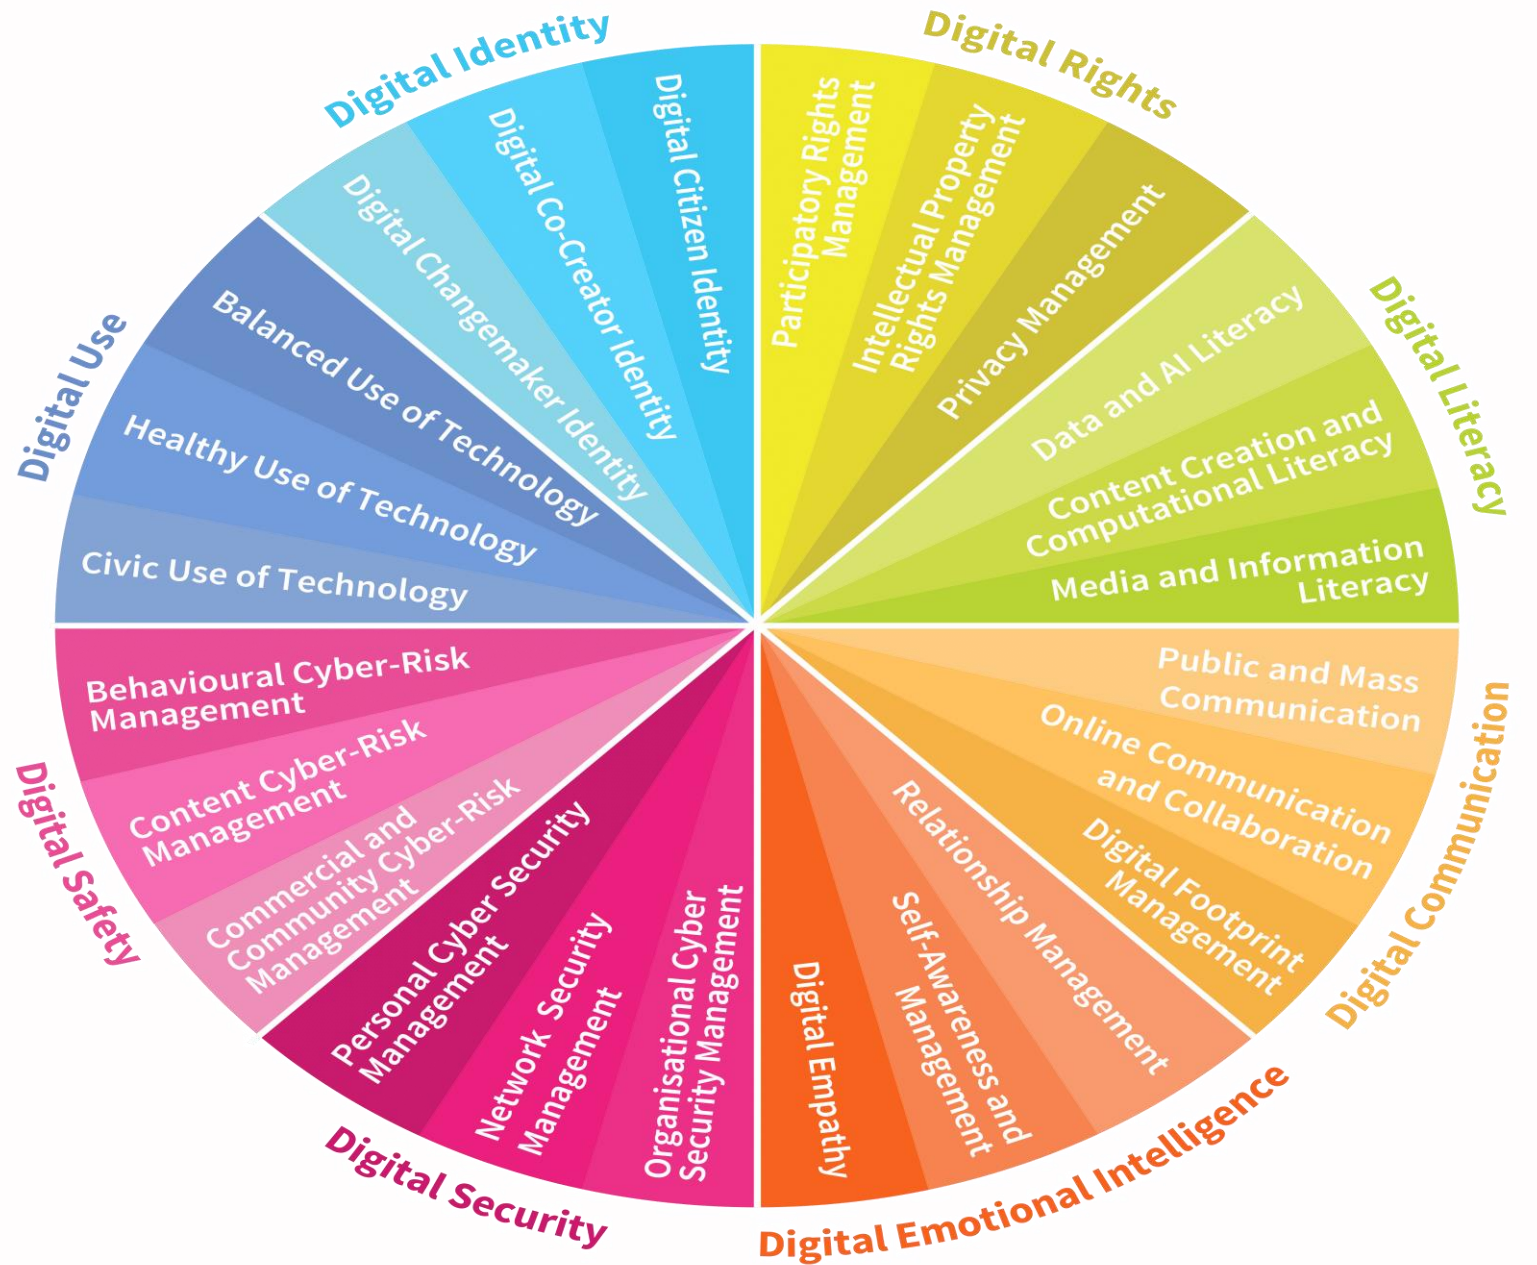 Digital Identity
Digital Citizen Identity
Digital Co-Creator Identity
Digital Changemaker Identity
Digital Use
Balanced Use of Technology
Healthy Use of Technology
Civic Use of Technology
Digital Safety
Behavioural Cyber-Risk
Management
Content Cyber-Risk
Management
Commercial and
Community Cyber-Risk
Management
Digital Security
Personal Cyber Security
Management
Network Security
Management
Organisational Cyber
Security Management
Digital Emotional Intelligence
Digital Empathy
Self-Awareness and
Management
Relationship Management
Digital Communication
Digital Footprint
Management
Online Communication
and Collaboration
Public and Mass
Communication
Digital Literacy
Media and Information
Literacy
Content Creation and
Computational Literacy
Data and AI Literacy
Digital Rights
Privacy Management
Intellectual Property
Rights Management
Participatory Rights
Management